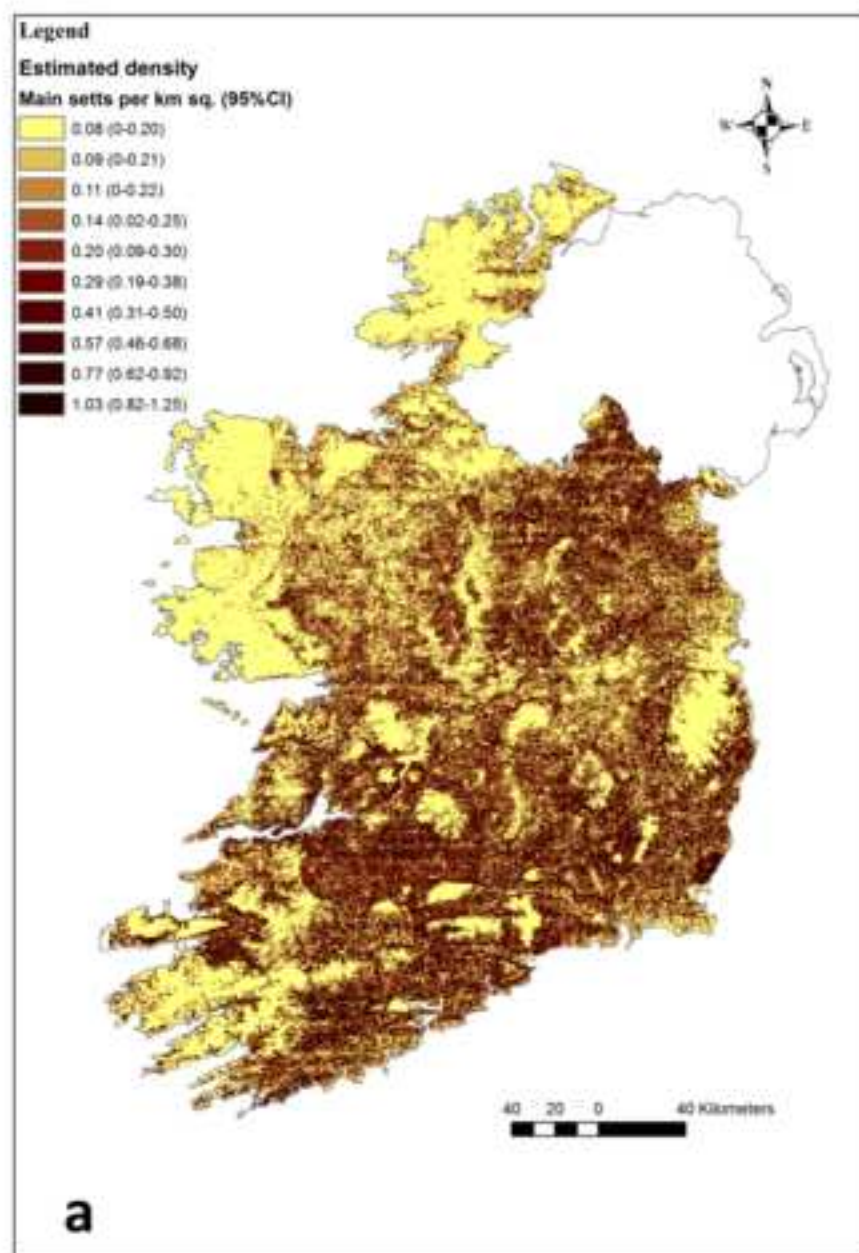 Legend
Estimated density
Main setts per km sq. (95%CI)
0.08 (0-0.20)
0.09 (0-0.21)
0.11 (0-0.22)
0.14 (0.02-0.25)
0.20 (0.09-0.30)
0.29 (0.19-0.38)
0.41 (0.31-0.50)
0.57 (0.46-0.68)
0.77 (0.62-0.92)
1.03 (0.82-1.25)
N
W E
S
40 20 0 40 Kilometers
a